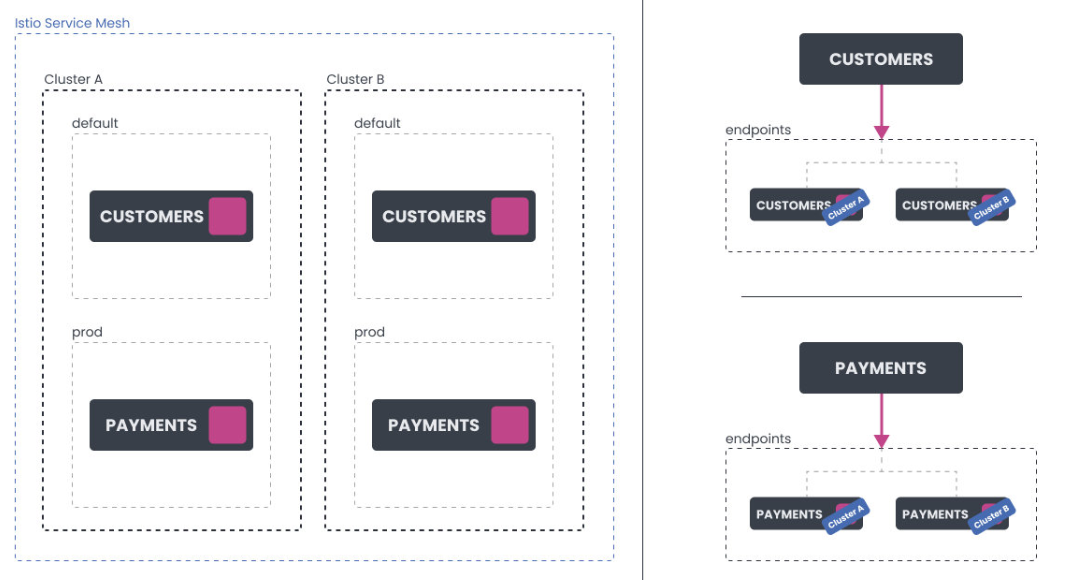 Istio Service Mesh
Cluster A
Cluster B
default
default
CUSTOMERS
CUSTOMERS
prod
prod
PAYMENTS
PAYMENTS
CUSTOMERS
endpoints
CUSTOMERS
Cluster A
CUSTOMERS
Cluster B
PAYMENTS
endpoints
PAYMENTS
Cluster A
PAYMENTS
Cluster B